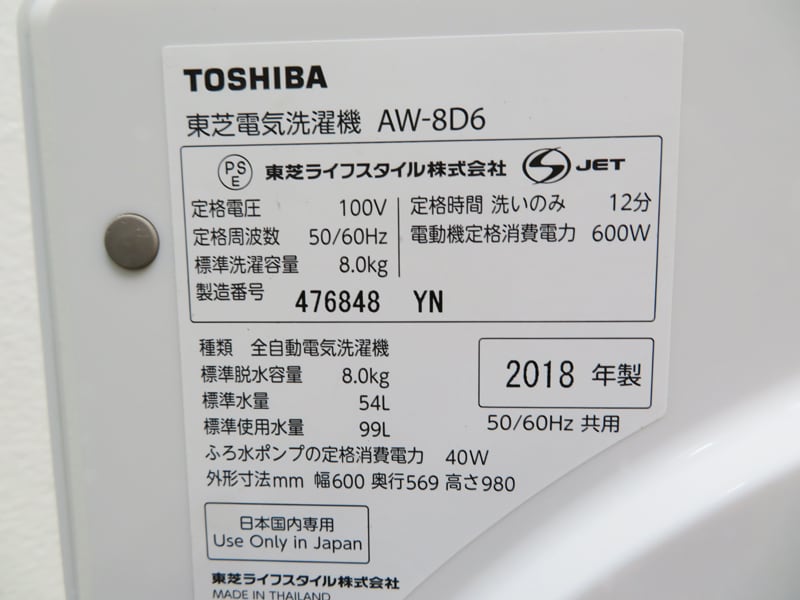 TOSHIBA
東芝電気洗濯機 AW-8D6
PS E 東芝ライフスタイル株式会社 S JET
定格電圧 100V 定格時間 洗いのみ 12分
定格周波数 50/60Hz 電動機定格消費電力 600W
標準洗濯容量 8.0kg
製造番号 476848 YN
種類 全自動電気洗濯機
標準脱水容量 8.0kg
2018 年製
標準水量 54L
標準使用水量 99L
50/60Hz 共用
ふろ水ポンプの定格消費電力 40W
外形寸法mm 幅600 奥行569 高さ980
日本国内専用
Use Only in Japan
東芝ライフスタイル株式会社
MADE IN THAILAND